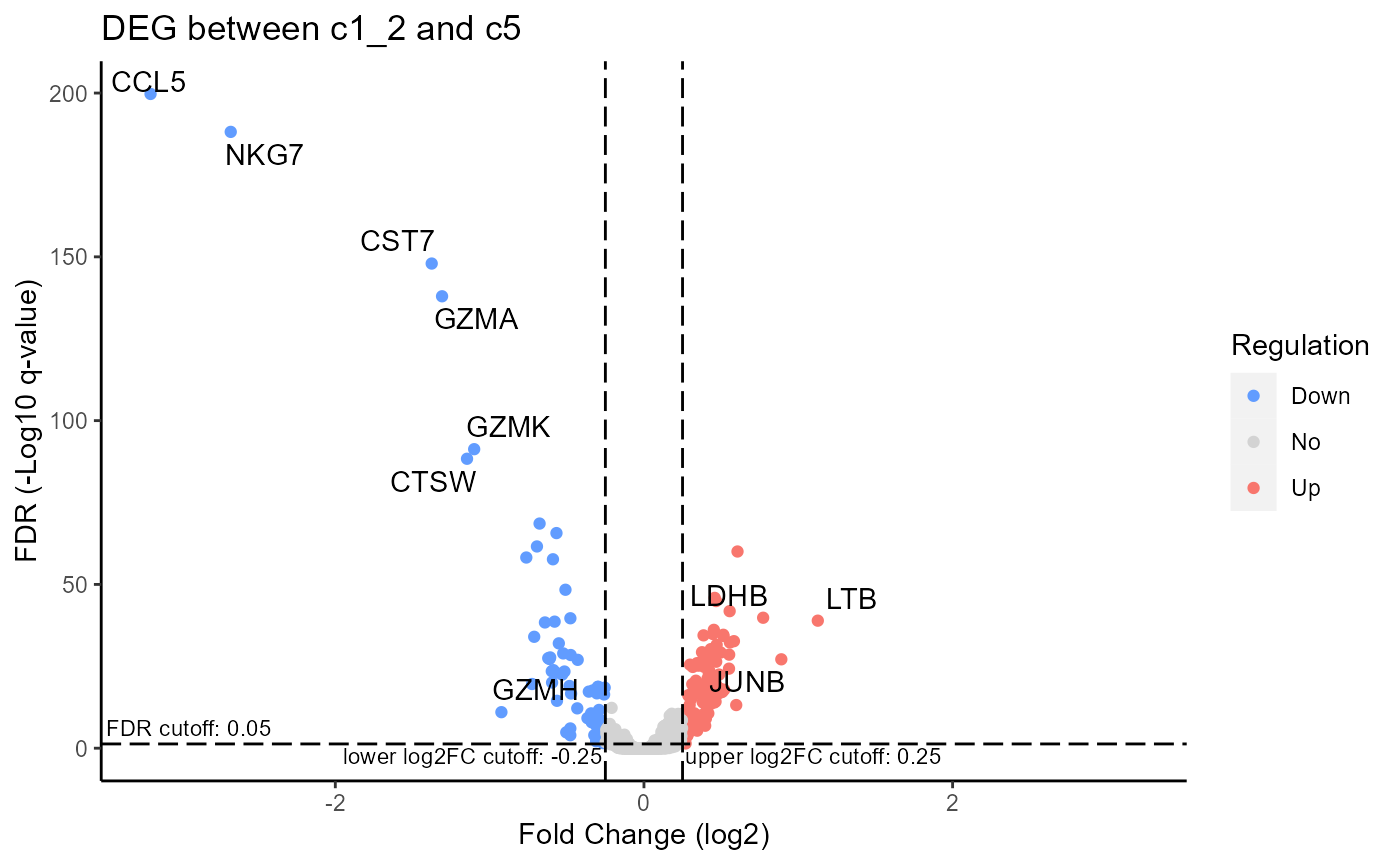 DEG between c1_2 and c5
FDR (-Log10 q-value)
200
150
100
50
0
CCL5
NKG7
CST7
GZMA
GZMK
CTSW
LDHB
LTB
JUNB
GZMH
FDR cutoff: 0.05
lower log2FC cutoff: -0.25
upper log2FC cutoff: 0.25
-2
0
2
Fold Change (log2)
Regulation
Down
No
Up